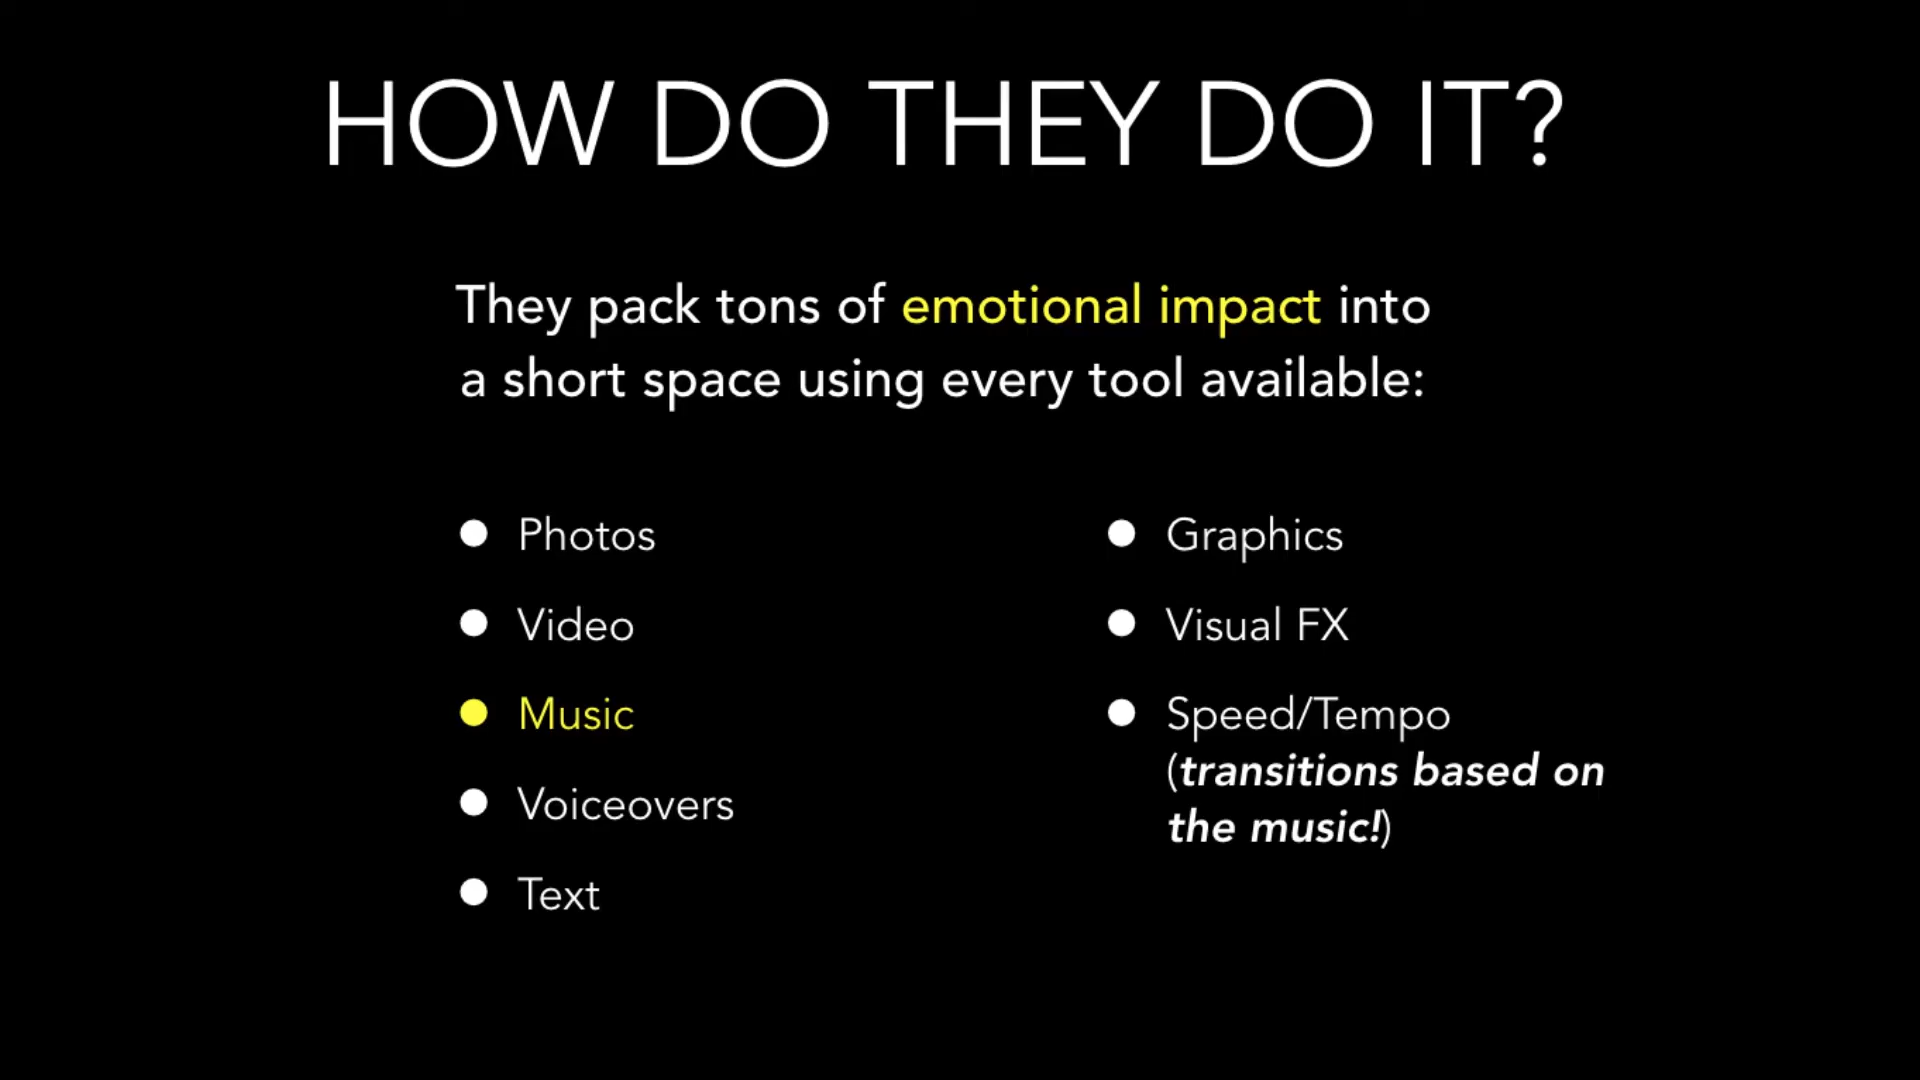 HOW DO THEY DO IT?
They pack tons of emotional impact into
a short space using every tool available:
Photos
Video
Music
Voiceovers
Text
Graphics
Visual FX
Speed/Tempo
(transitions based on
the music!)